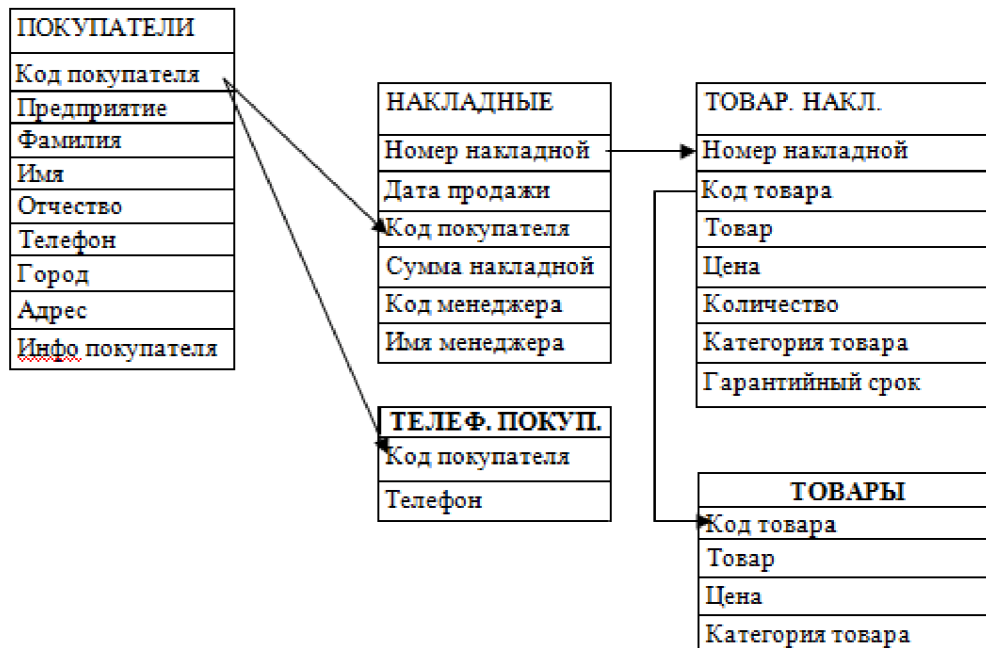 ПОКУПАТЕЛИ
Код покупателя
Предприятие
Фамилия
Имя
Отчество
Телефон
Город
Адрес
Инфо покупателя
НАКЛАДНЫЕ
Номер накладной
Дата продажи
Код покупателя
Сумма накладной
Код менеджера
Имя менеджера
ТЕЛЕФ. ПОКУП.
Код покупателя
Телефон
ТОВАР. НАКЛ.
Номер накладной
Код товара
Товар
Цена
Количество
Категория товара
Гарантийный срок
ТОВАРЫ
Код товара
Товар
Цена
Категория товара